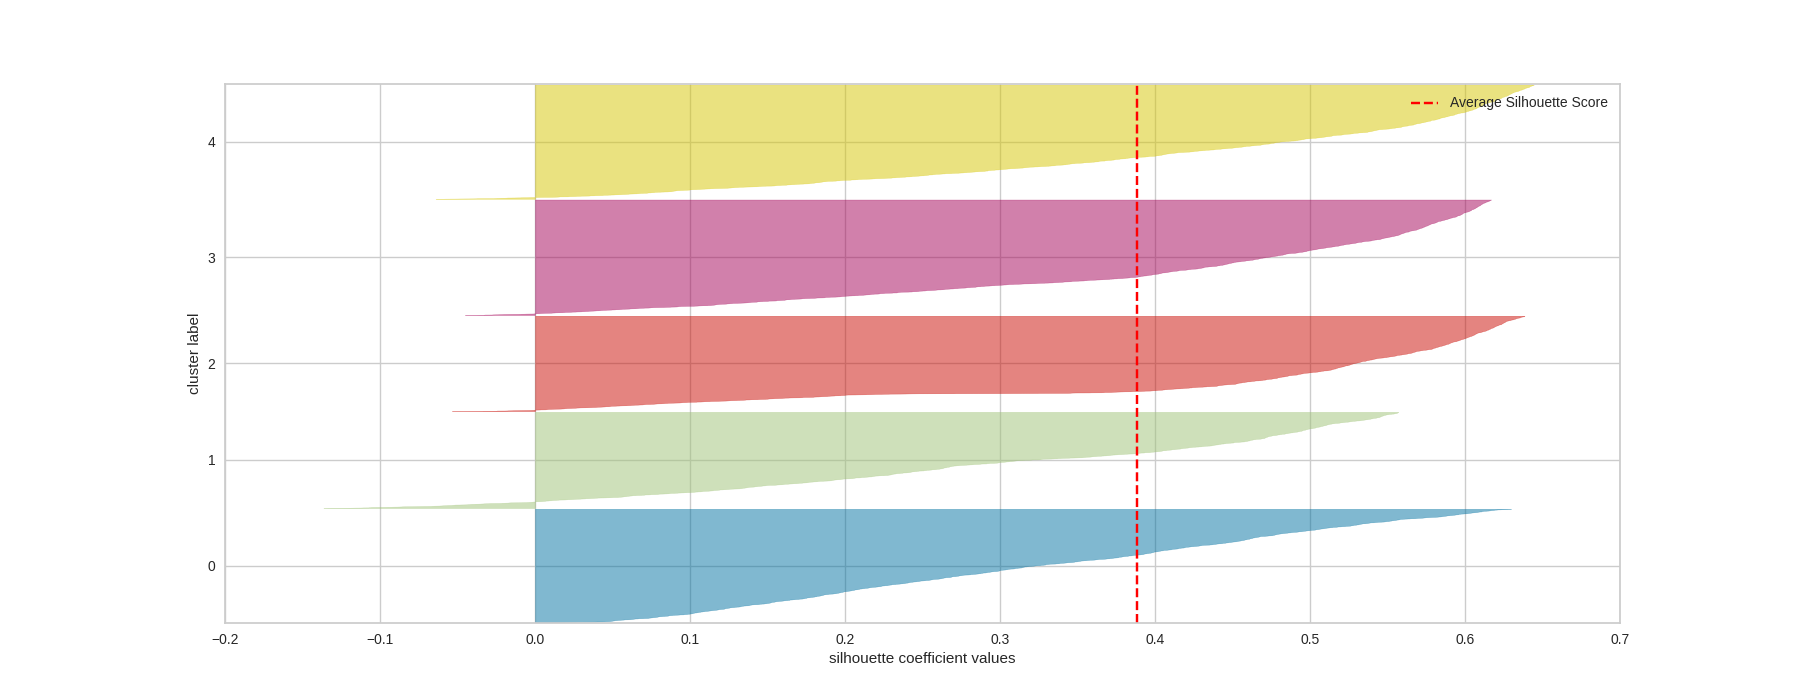 Average Silhouette Score
4
3
2
1
0
cluster label
−0.2 −0.1 0.0 0.1 0.2 0.3 0.4 0.5 0.6 0.7
silhouette coefficient values